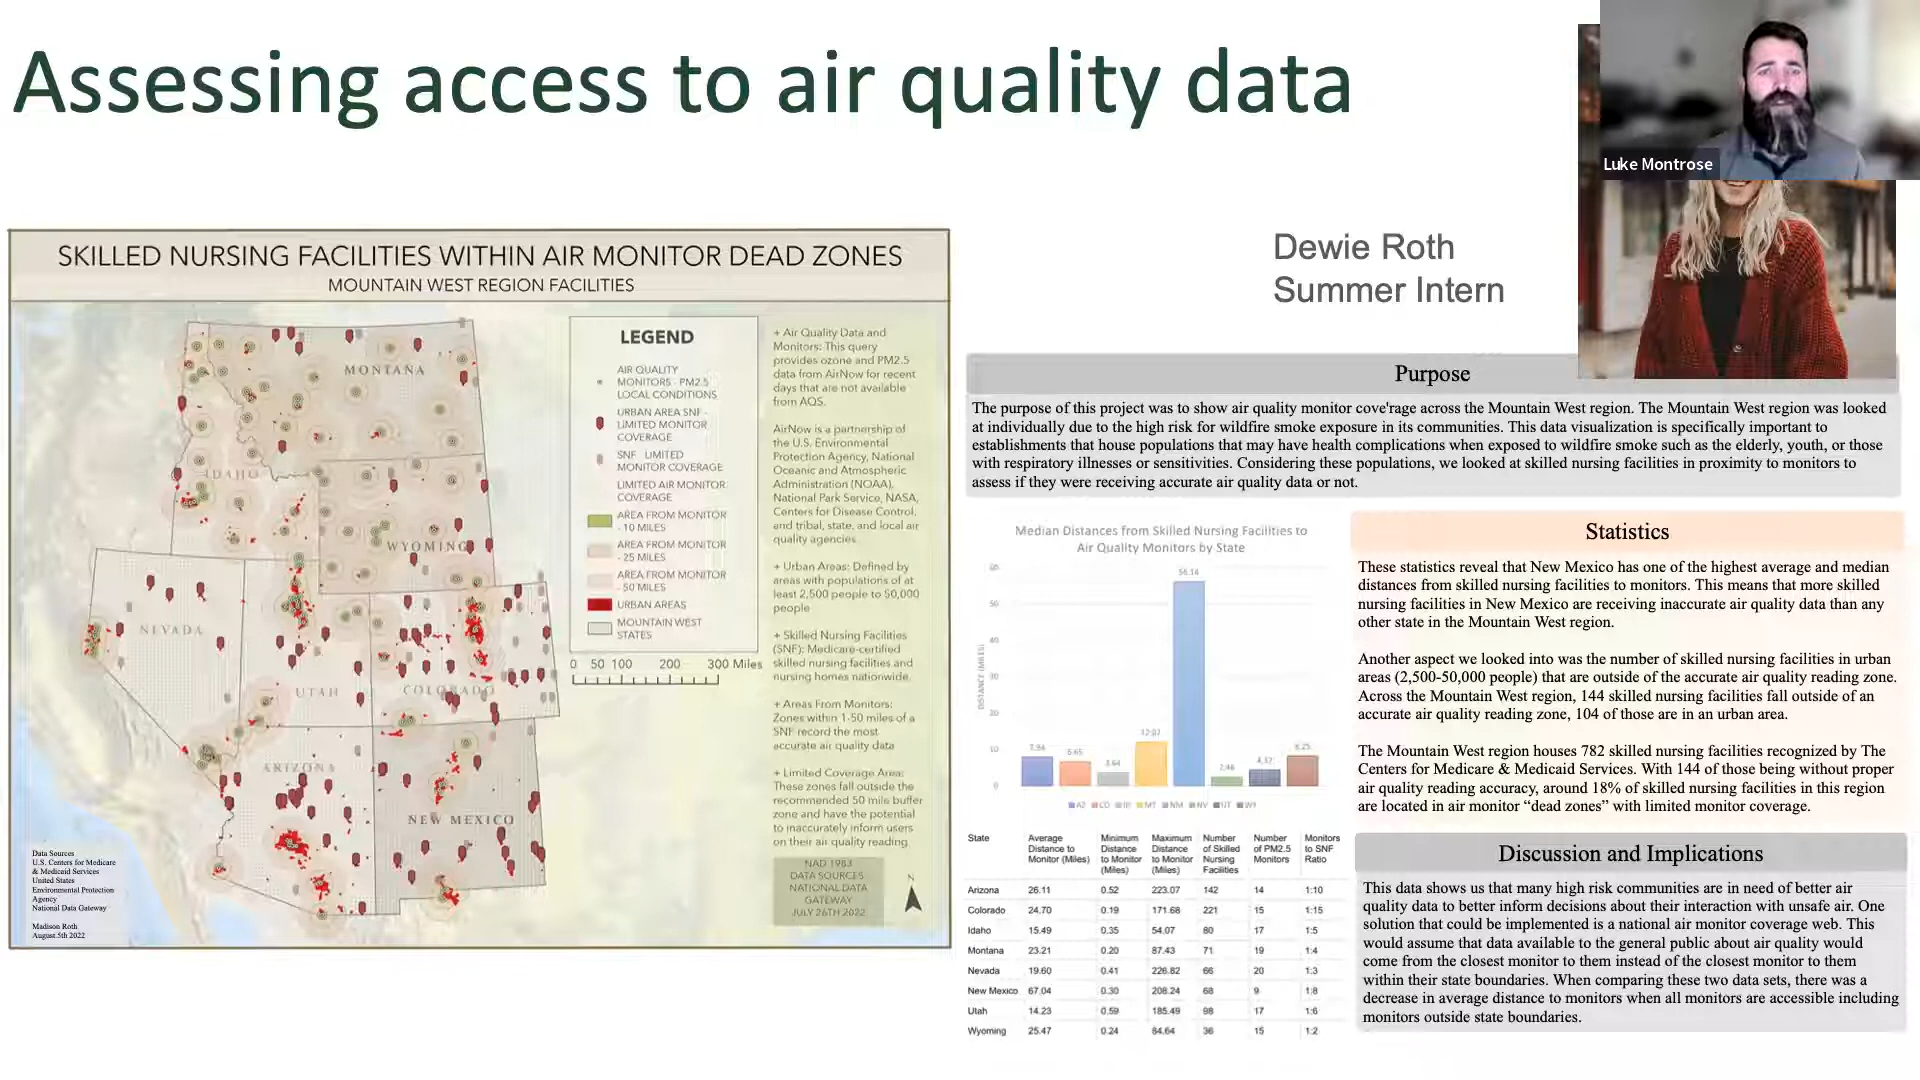 Assessing access to air quality data
Luke Montrose
Dewie Roth
Summer Intern
SKILLED NURSING FACILITIES WITHIN AIR MONITOR DEAD ZONES
MOUNTAIN WEST REGION FACILITIES
MONTANA
IDAHO
WYOMING
NEVADA
UTAH
COLORADO
ARIZONA
NEW MEXICO
LEGEND
AIR QUALITY
MONITORS - PM2.5
LOCAL CONDITIONS
URBAN AREA SNF -
LIMITED MONITOR
COVERAGE
SNF - LIMITED
MONITOR COVERAGE
LIMITED AIR MONITOR
COVERAGE
AREA FROM MONITOR
- 10 MILES
AREA FROM MONITOR
- 25 MILES
AREA FROM MONITOR
- 50 MILES
URBAN AREAS
MOUNTAIN WEST
STATES
0 50 100 200 300 Miles
+ Air Quality Data and
Monitors: This query
provides ozone and PM2.5
data from AirNow for recent
days that are not available
from AQS.
AirNow is a partnership of
the U.S. Environmental
Protection Agency, National
Oceanic and Atmospheric
Administration (NOAA),
National Park Service, NASA,
Centers for Disease Control,
and tribal, state, and local air
quality agencies.
+ Urban Areas: Defined by
areas with populations of at
least 2,500 people to 50,000
people
+ Skilled Nursing Facilities
(SNF): Medicare-certified
skilled nursing facilities and
nursing homes nationwide.
+ Areas From Monitors:
Zones within 1-50 miles of a
SNF record the most
accurate air quality data
+ Limited Coverage Area:
These zones fall outside the
recommended 50 mile buffer
zone and have the potential
to inaccurately inform users
on their air quality reading.
NAD 1983
DATA SOURCES
NATIONAL DATA
GATEWAY
JULY 26TH 2022
N
Data Sources
U.S. Centers for Medicare
& Medicaid Services
United States
Environmental Protection
Agency
National Data Gateway
Madison Roth
August 5th 2022
Purpose
The purpose of this project was to show air quality monitor cove'rage across the Mountain West region. The Mountain West region was looked
at individually due to the high risk for wildfire smoke exposure in its communities. This data visualization is specifically important to
establishments that house populations that may have health complications when exposed to wildfire smoke such as the elderly, youth, or those
with respiratory illnesses or sensitivities. Considering these populations, we looked at skilled nursing facilities in proximity to monitors to
assess if they were receiving accurate air quality data or not.
Median Distances from Skilled Nursing Facilities to
Air Quality Monitors by State
DISTANCE (MILES)
60
50
40
30
20
10
0
7.94 6.65 3.64 12.07 56.14 2.46 4.37 8.25
AZ CO ID MT NM NV UT WY
State Average Distance to Monitor (Miles) Minimum Distance to Monitor (Miles) Maximum Distance to Monitor (Miles) Number of Skilled Nursing Facilities Number of PM2.5 Monitors Monitors to SNF Ratio
Arizona 26.11 0.52 223.07 142 14 1:10
Colorado 24.70 0.19 171.68 221 15 1:15
Idaho 15.49 0.35 54.07 80 17 1:5
Montana 23.21 0.20 87.43 71 19 1:4
Nevada 19.60 0.41 226.82 66 20 1:3
New Mexico 67.04 0.30 208.24 68 9 1:8
Utah 14.23 0.59 185.49 98 17 1:6
Wyoming 25.47 0.24 84.64 36 15 1:2
Statistics
These statistics reveal that New Mexico has one of the highest average and median
distances from skilled nursing facilities to monitors. This means that more skilled
nursing facilities in New Mexico are receiving inaccurate air quality data than any
other state in the Mountain West region.
Another aspect we looked into was the number of skilled nursing facilities in urban
areas (2,500-50,000 people) that are outside of the accurate air quality reading zone.
Across the Mountain West region, 144 skilled nursing facilities fall outside of an
accurate air quality reading zone, 104 of those are in an urban area.
The Mountain West region houses 782 skilled nursing facilities recognized by The
Centers for Medicare & Medicaid Services. With 144 of those being without proper
air quality reading accuracy, around 18% of skilled nursing facilities in this region
are located in air monitor “dead zones” with limited monitor coverage.
Discussion and Implications
This data shows us that many high risk communities are in need of better air
quality data to better inform decisions about their interaction with unsafe air. One
solution that could be implemented is a national air monitor coverage web. This
would assume that data available to the general public about air quality would
come from the closest monitor to them instead of the closest monitor to them
within their state boundaries. When comparing these two data sets, there was a
decrease in average distance to monitors when all monitors are accessible including
monitors outside state boundaries.